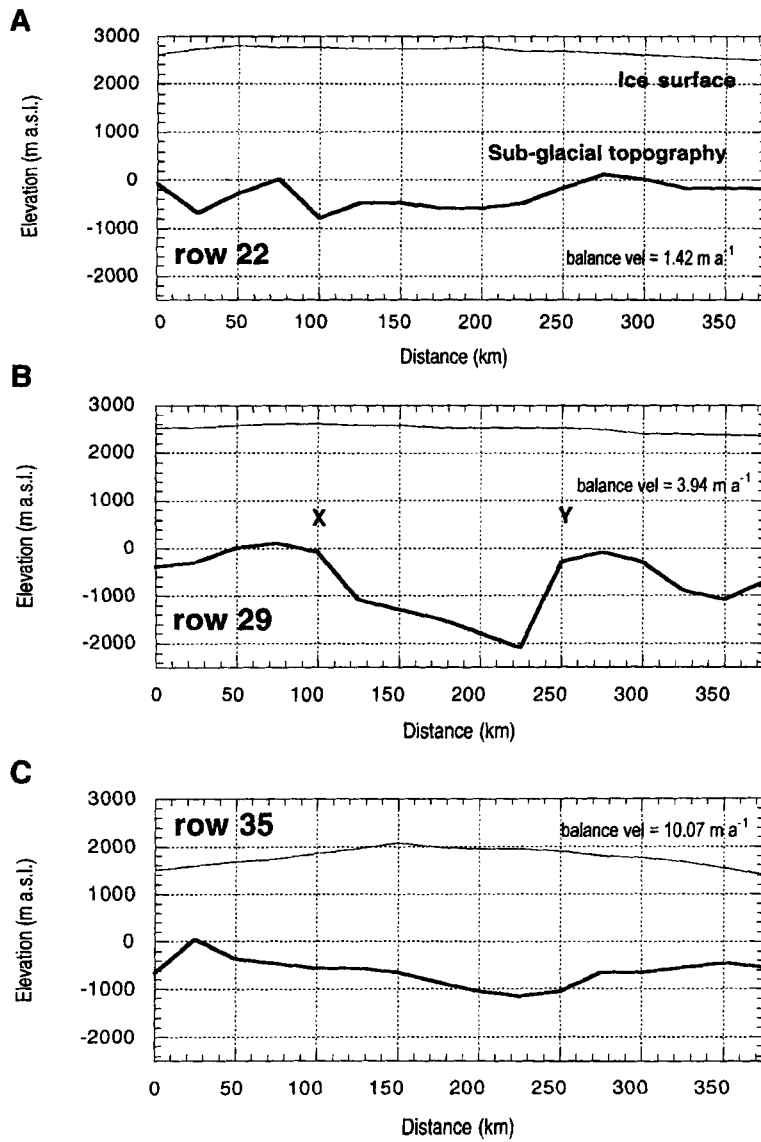 A
Elevation (m a.s.l.)
3000
2000
1000
0
-1000
-2000
Ice surface
Sub-glacial topography
row 22
balance vel = 1.42 m a⁻¹
0 50 100 150 200 250 300 350
Distance (km)
B
Elevation (m a.s.l.)
3000
2000
1000
0
-1000
-2000
balance vel = 3.94 m a⁻¹
X Y
row 29
0 50 100 150 200 250 300 350
Distance (km)
C
Elevation (m a.s.l.)
3000
2000
1000
0
-1000
-2000
row 35
balance vel = 10.07 m a⁻¹
0 50 100 150 200 250 300 350
Distance (km)